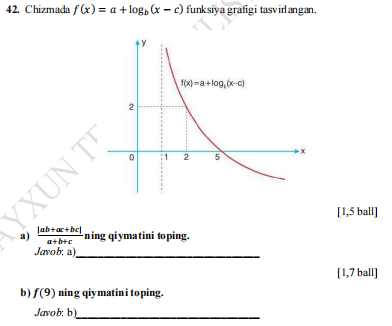 42. Chizmada f(x) = a + log_b(x − c) funksiya grafigi tasvirlangan.
y
f(x)=a+log_b(x-c)
2
0 1 2 5 x
[1,5 ball]
a) |ab+ac+bc| / a+b+c ning qiymatini toping.
Javob: a)
[1,7 ball]
b) f(9) ning qiymatini toping.
Javob: b)